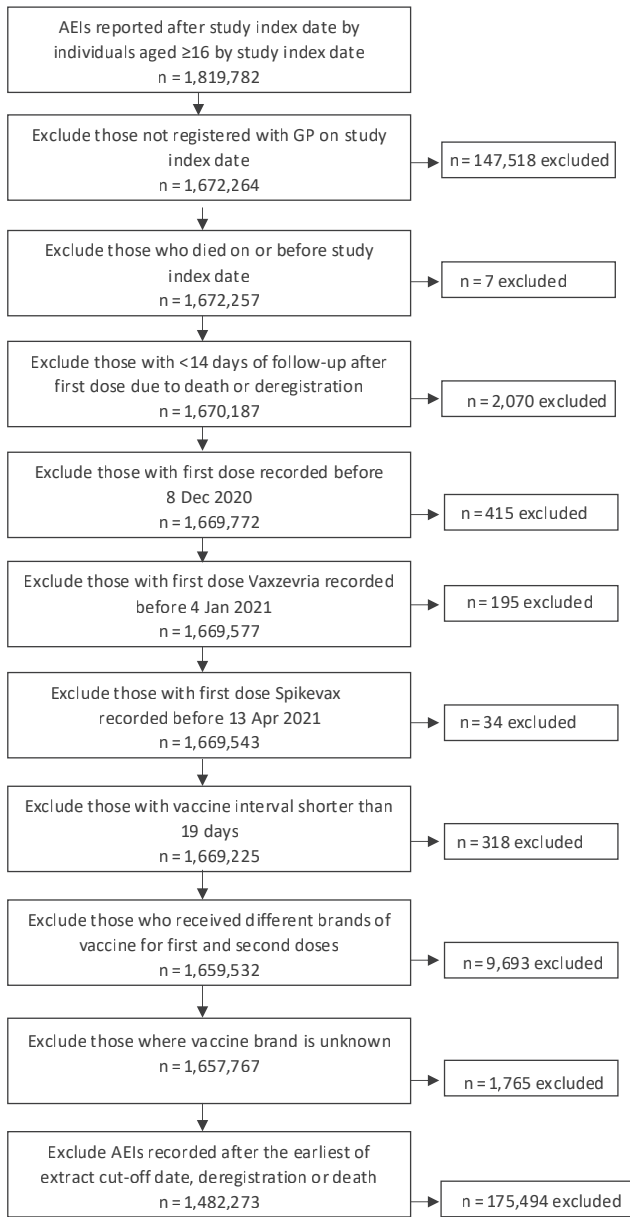 AEIs reported after study index date by
individuals aged ≥16 by study index date
n = 1,819,782
Exclude those not registered with GP on study
index date
n = 1,672,264
n = 147,518 excluded
Exclude those who died on or before study
index date
n = 1,672,257
n = 7 excluded
Exclude those with <14 days of follow-up after
first dose due to death or deregistration
n = 1,670,187
n = 2,070 excluded
Exclude those with first dose recorded before
8 Dec 2020
n = 1,669,772
n = 415 excluded
Exclude those with first dose Vaxzevria recorded
before 4 Jan 2021
n = 1,669,577
n = 195 excluded
Exclude those with first dose Spikevax
recorded before 13 Apr 2021
n = 1,669,543
n = 34 excluded
Exclude those with vaccine interval shorter than
19 days
n = 1,669,225
n = 318 excluded
Exclude those who received different brands of
vaccine for first and second doses
n = 1,659,532
n = 9,693 excluded
Exclude those where vaccine brand is unknown
n = 1,657,767
n = 1,765 excluded
Exclude AEIs recorded after the earliest of
extract cut-off date, deregistration or death
n = 1,482,273
n = 175,494 excluded